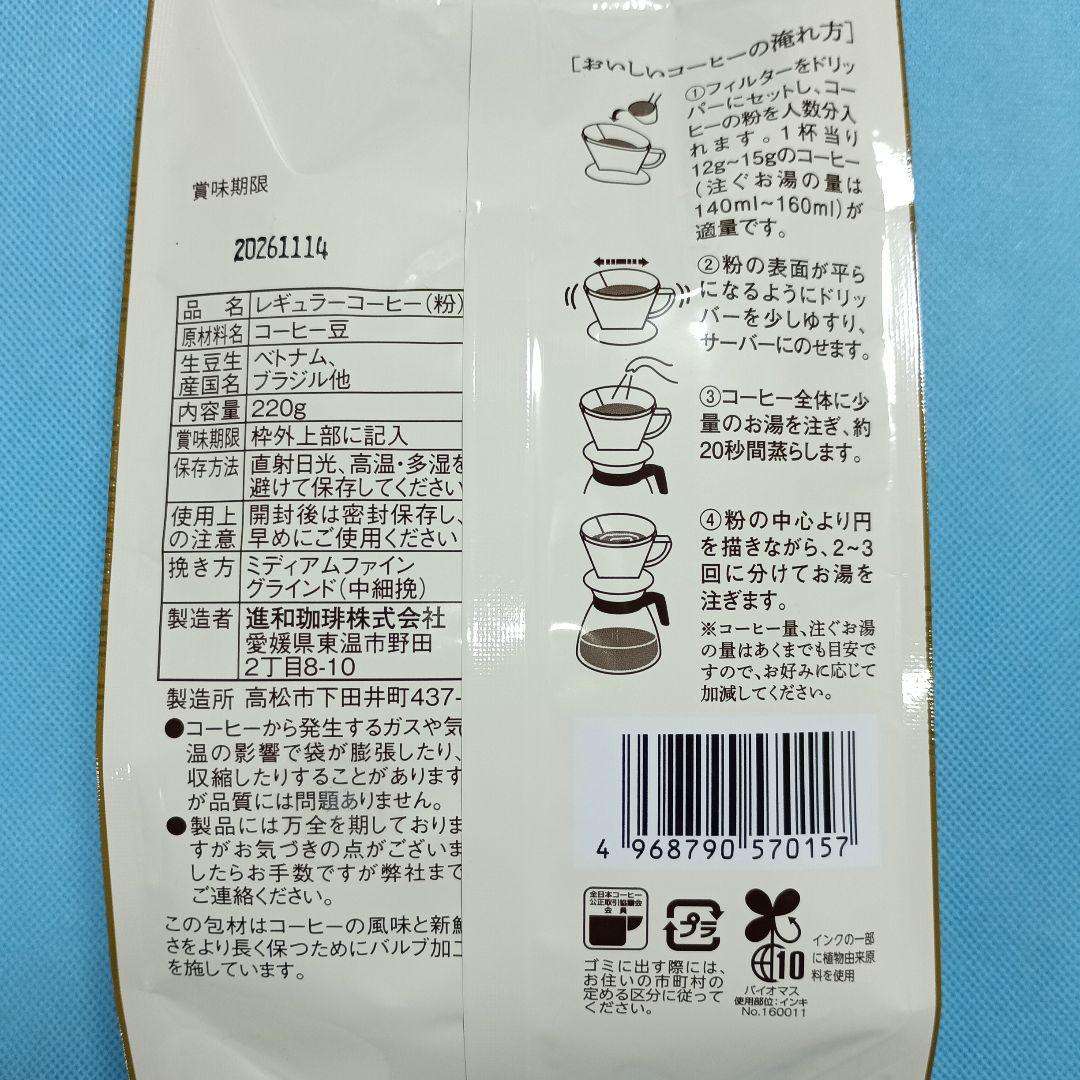 賞味期限
20261114
品 名 レギュラーコーヒー(粉)
原材料名 コーヒー豆
生豆生産国名 ベトナム、
ブラジル他
内容量 220g
賞味期限 枠外上部に記入
保存方法 直射日光、高温・多湿を
避けて保存してください
使用上の注意 開封後は密封保存し、
早めにご使用ください
挽き方 ミディアムファイン
グラインド(中細挽)
製造者 進和珈琲株式会社
愛媛県東温市野田
2丁目8-10
製造所 高松市下田井町437-
●コーヒーから発生するガスや気
温の影響で袋が膨張したり、
収縮したりすることがあります
が品質には問題ありません。
●製品には万全を期しておりま
すがお気づきの点がございま
したらお手数ですが弊社まで
ご連絡ください。
この包材はコーヒーの風味と新鮮
さをより長く保つためにバルブ加工
を施しています。
[おいしいコーヒーの淹れ方]
①フィルターをドリッ
パーにセットし、コー
ヒーの粉を人数分入
れます。1杯当り
12g~15gのコーヒー
(注ぐお湯の量は
140ml~160ml)が
適量です。
②粉の表面が平ら
になるようにドリッ
パーを少しゆすり、
サーバーにのせます。
③コーヒー全体に少
量のお湯を注ぎ、約
20秒間蒸らします。
④粉の中心より円
を描きながら、2~3
回に分けてお湯を
注ぎます。
※コーヒー量、注ぐお湯
の量はあくまでも目安で
すので、お好みに応じて
加減してください。
4 968790 570157
全日本コーヒー
公正取引協議会
会員
プラ
ゴミに出す際には、
お住いの市町村の
定める区分に従って
ください。
10
バイオマス
使用部位:インキ
No.160011
インクの一部
に植物由来原
料を使用